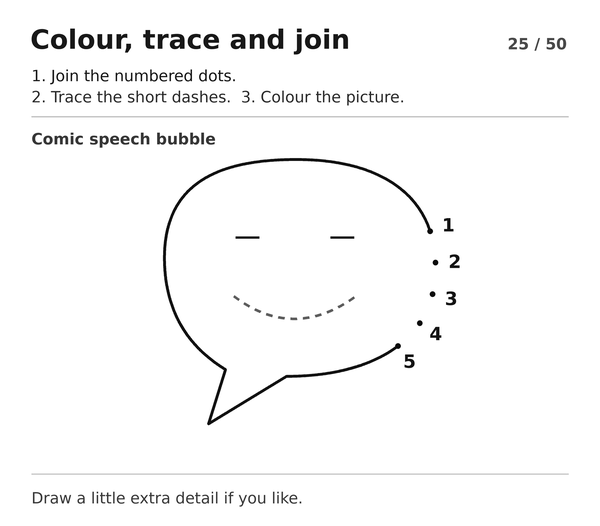 Colour, trace and join
25 / 50
1. Join the numbered dots.
2. Trace the short dashes.  3. Colour the picture.
Comic speech bubble
1
2
3
4
5
Draw a little extra detail if you like.